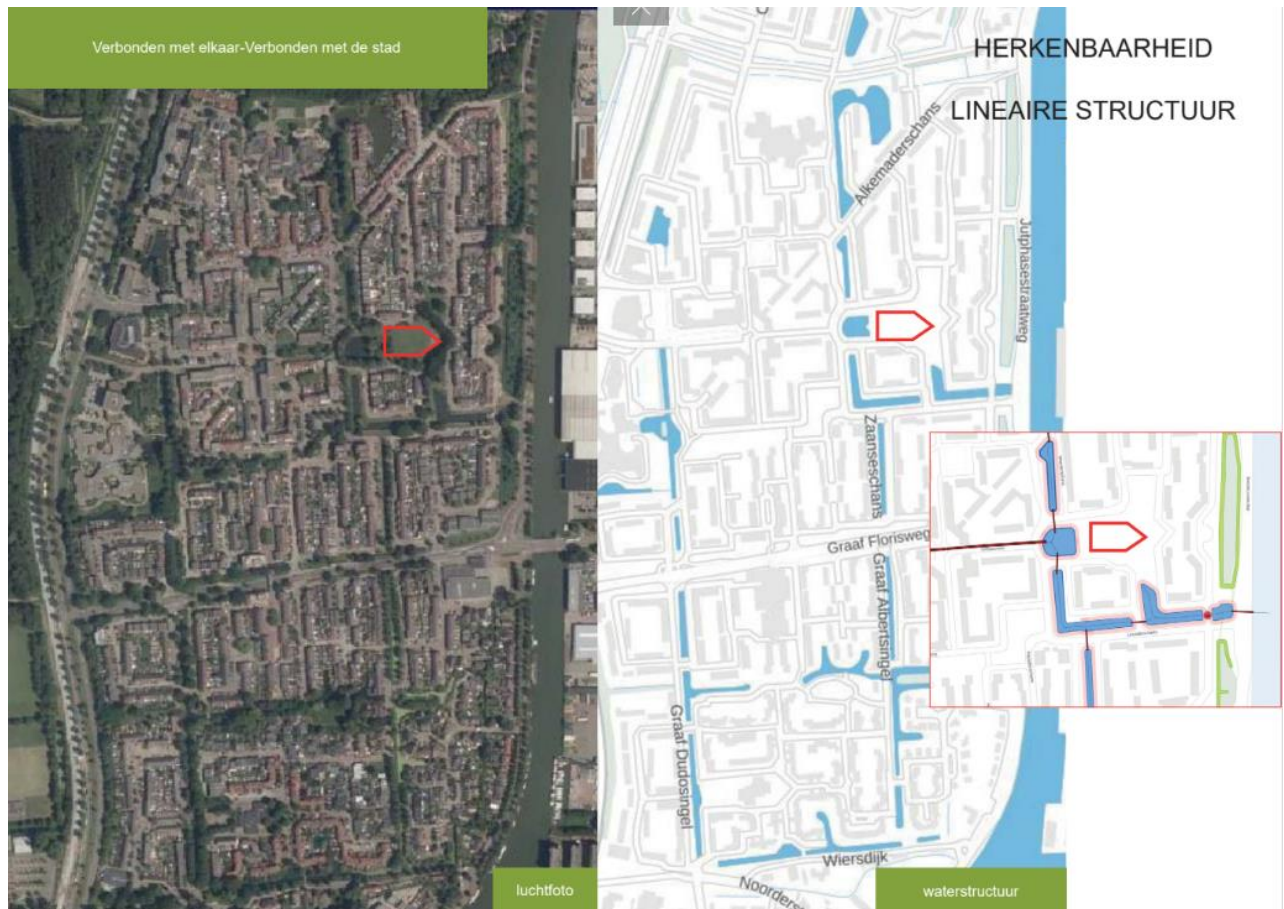 Verbonden met elkaar-Verbonden met de stad
HERKENBAARHEID
LINEAIRE STRUCTUUR
Alkemaderschans
Jutphasestraatweg
Zaanseschans
Graaf Florisweg
Graaf Albertsingel
Graaf Dudosingel
Wiersdijk
luchtfoto
waterstructuur